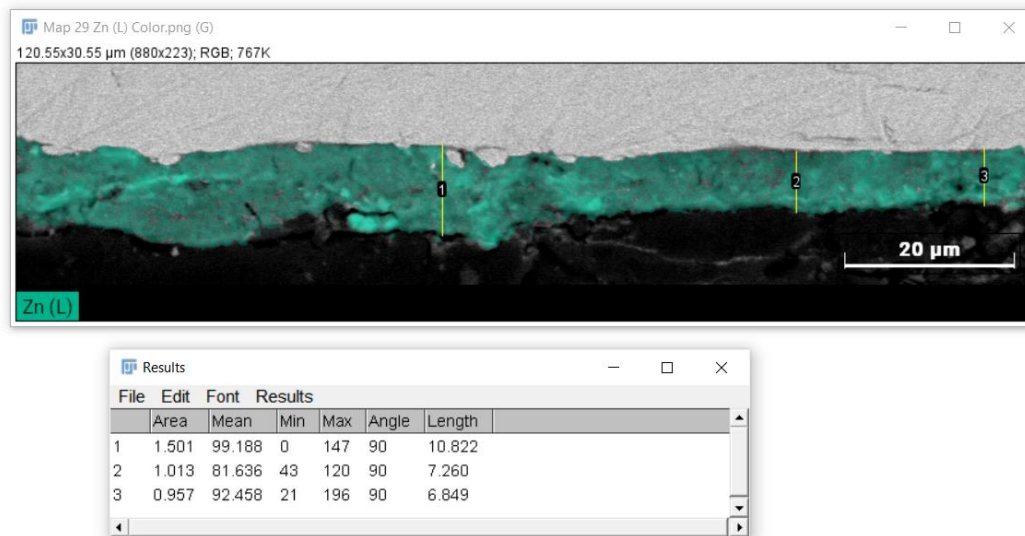 Map 29 Zn (L) Color.png (G)
120.55x30.55 µm (880x223); RGB; 767K
1
2
3
20 µm
Zn (L)
Results
File Edit Font Results
Area Mean Min Max Angle Length
1 1.501 99.188 0 147 90 10.822
2 1.013 81.636 43 120 90 7.260
3 0.957 92.458 21 196 90 6.849